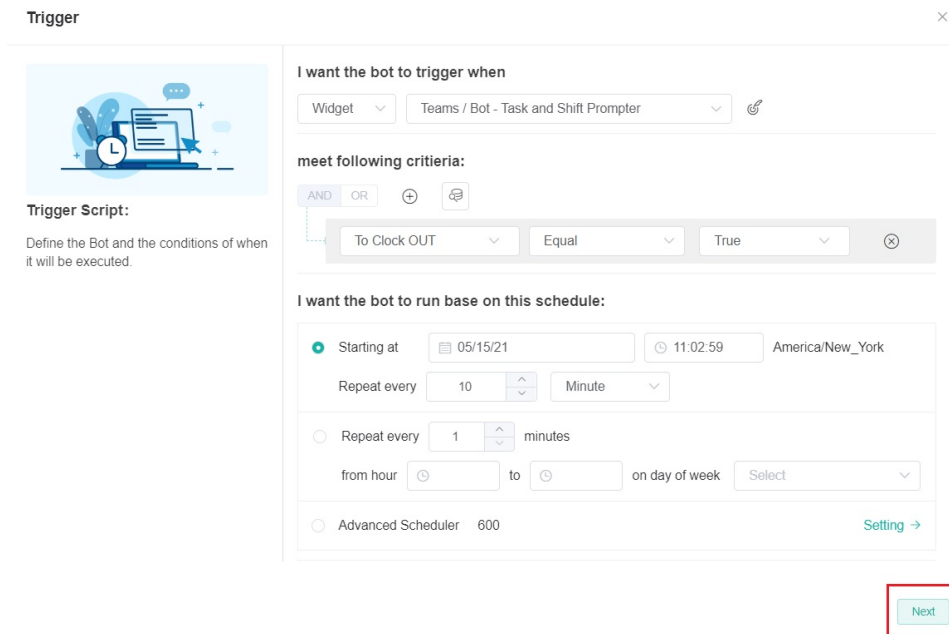 Trigger
I want the bot to trigger when
Widget Teams / Bot - Task and Shift Prompter
meet following critieria:
AND OR
To Clock OUT Equal True
Trigger Script:
Define the Bot and the conditions of when
it will be executed.
I want the bot to run base on this schedule:
Starting at 05/15/21 11:02:59 America/New_York
Repeat every 10 Minute
Repeat every 1 minutes
from hour to on day of week Select
Advanced Scheduler 600 Setting →
Next